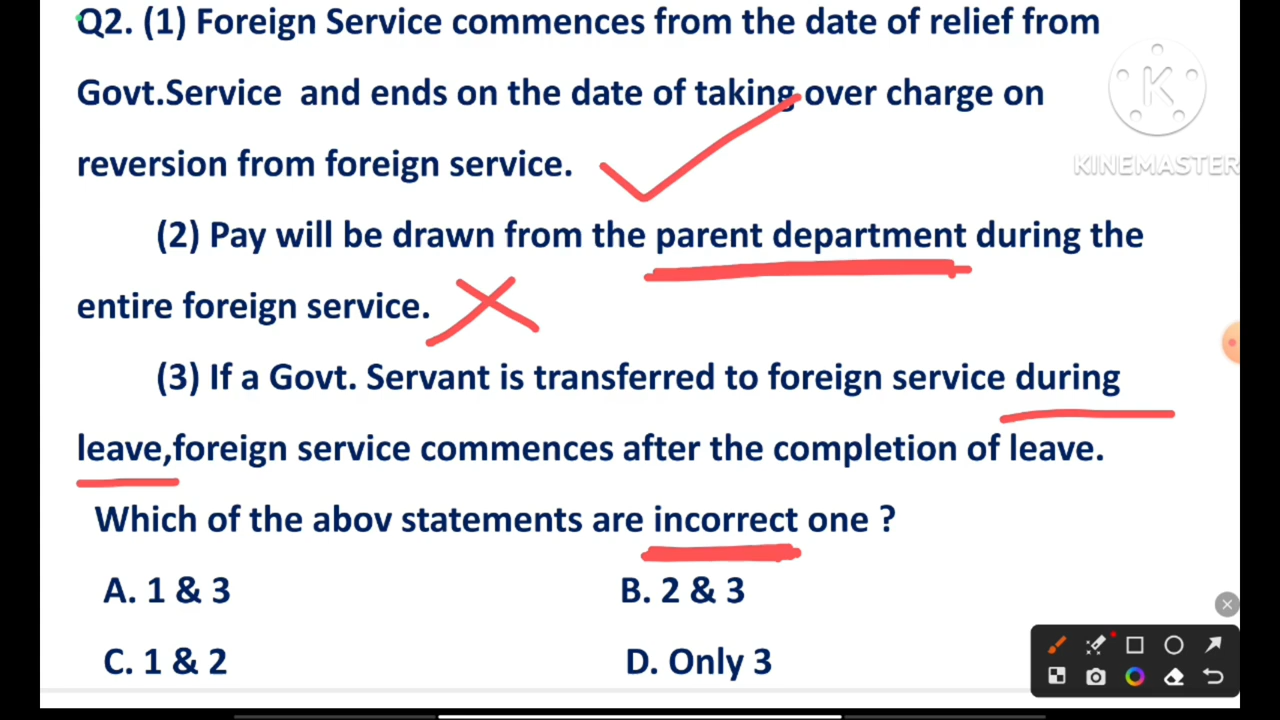 Q2. (1) Foreign Service commences from the date of relief from
Govt.Service and ends on the date of taking over charge on
reversion from foreign service.
(2) Pay will be drawn from the parent department during the
entire foreign service.
(3) If a Govt. Servant is transferred to foreign service during
leave,foreign service commences after the completion of leave.
Which of the abov statements are incorrect one ?
A. 1 & 3
B. 2 & 3
C. 1 & 2
D. Only 3
K
KINEMASTER